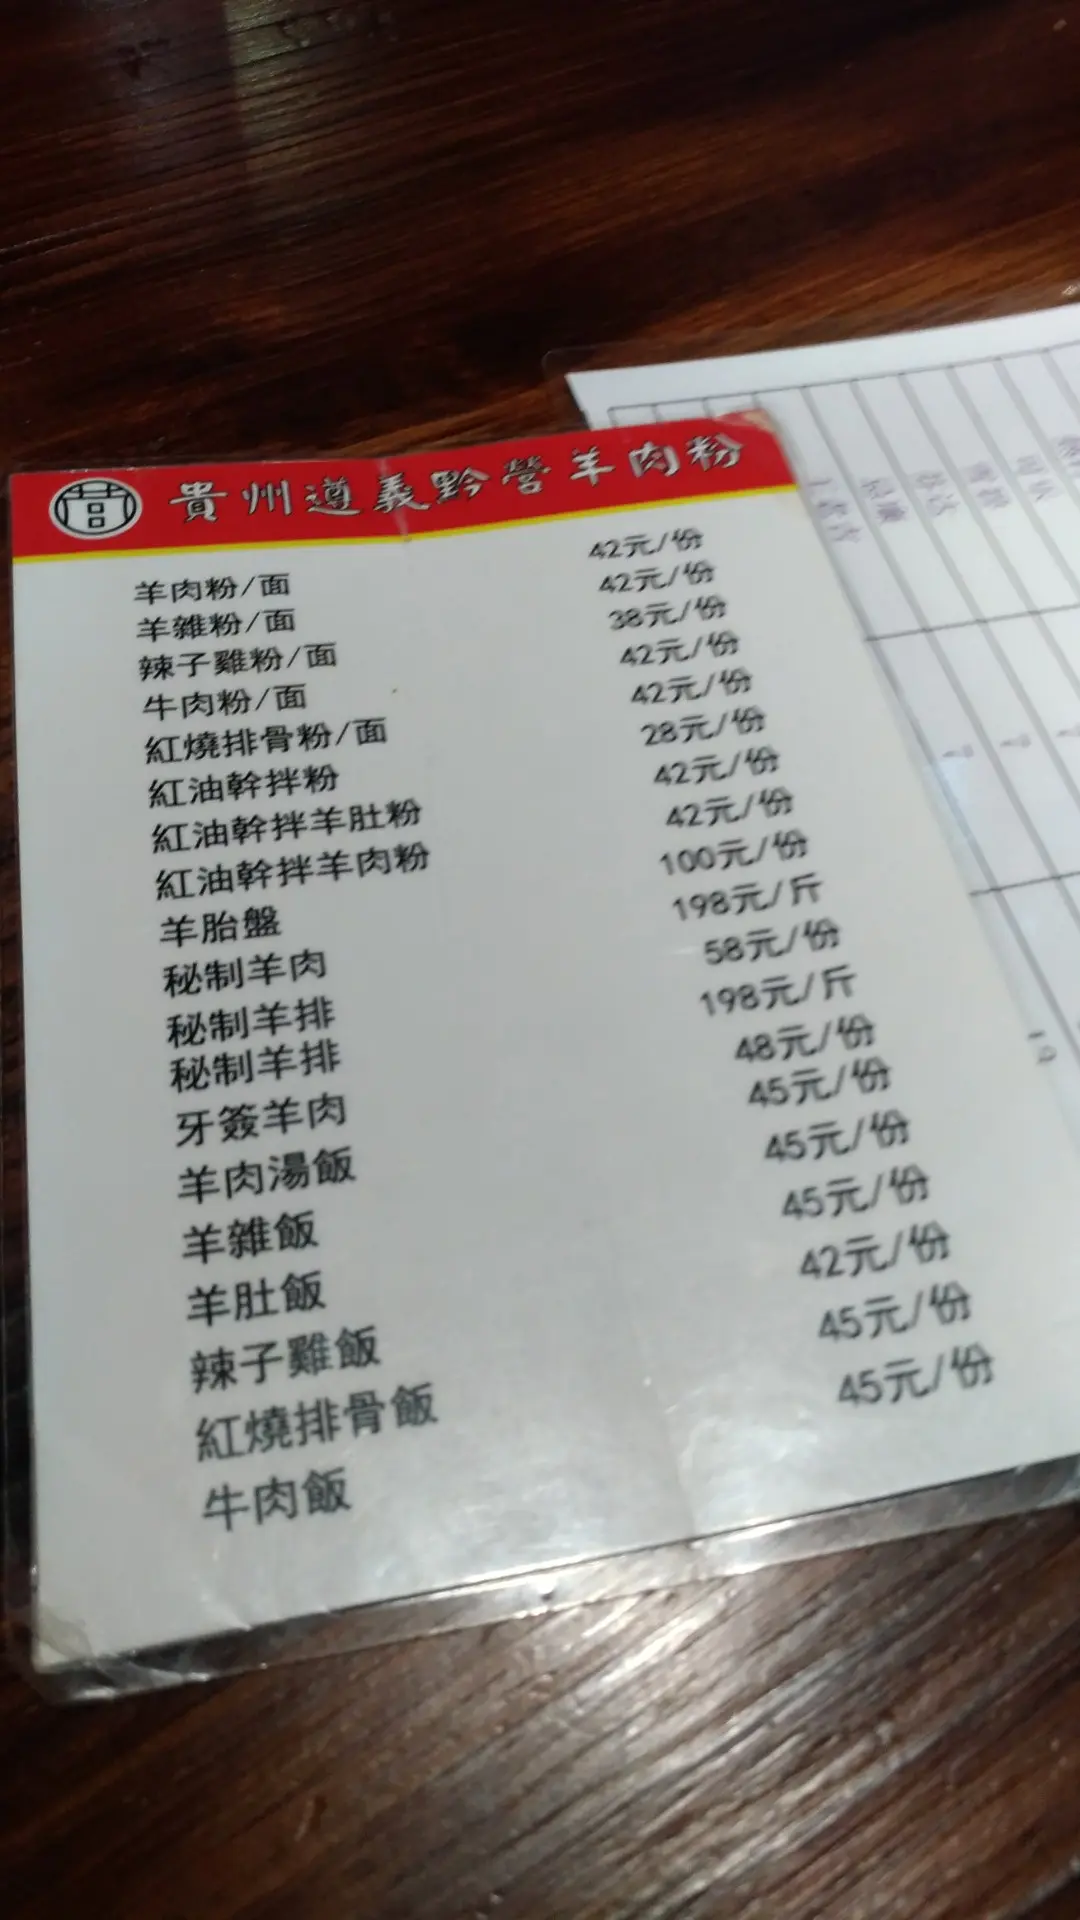 貴州遵義黔營羊肉粉
羊肉粉/面 42元/份
羊雜粉/面 42元/份
辣子雞粉/面 38元/份
牛肉粉/面 42元/份
紅燒排骨粉/面 42元/份
紅油幹拌粉 28元/份
紅油幹拌羊肚粉 42元/份
紅油幹拌羊肉粉 42元/份
羊胎盤 100元/份
秘制羊肉 198元/斤
秘制羊排 58元/份
秘制羊排 198元/斤
牙簽羊肉 48元/份
羊肉湯飯 45元/份
羊雜飯 45元/份
羊肚飯 45元/份
辣子雞飯 42元/份
紅燒排骨飯 45元/份
牛肉飯 45元/份